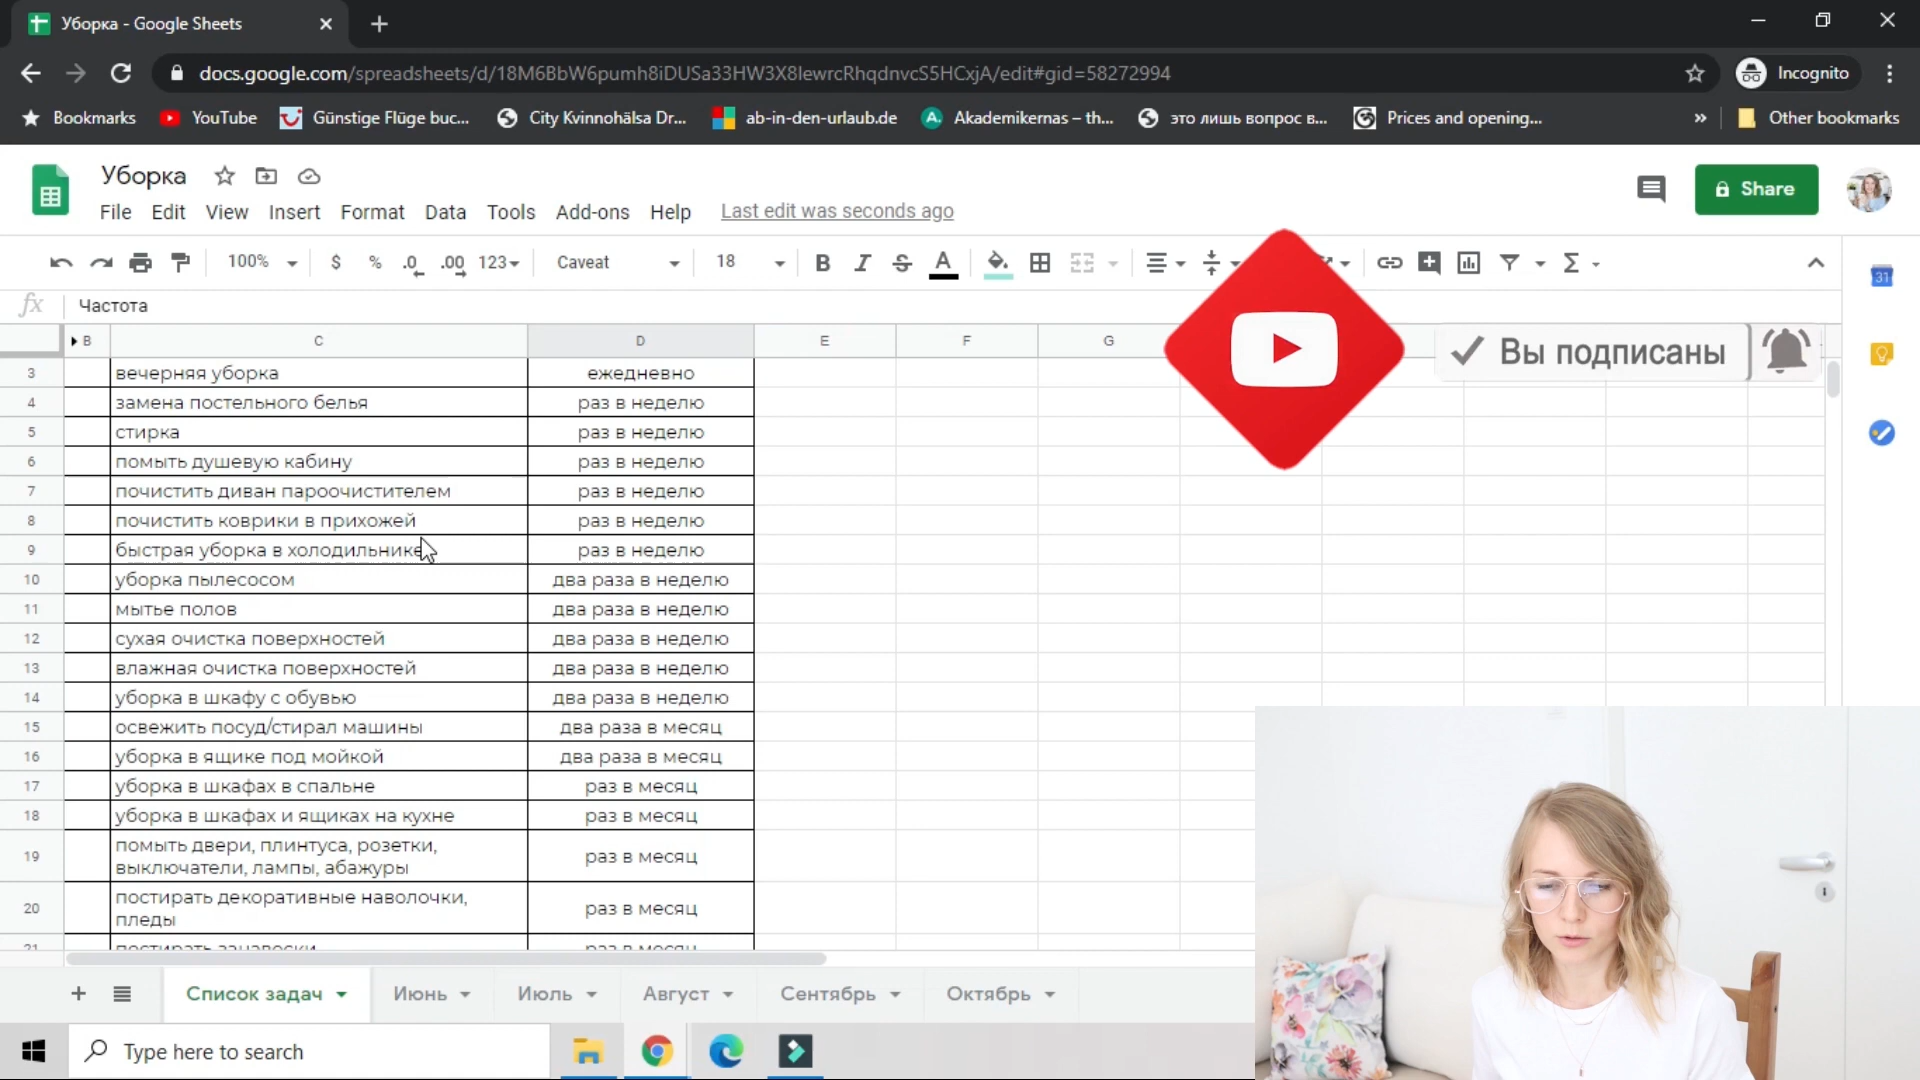 Уборка - Google Sheets
docs.google.com/spreadsheets/d/18M6BbW6pumh8iDUSa33HW3X8lewrcRhqdnvcS5HCxjA/edit#gid=58272994
Incognito
Bookmarks
YouTube
Günstige Flüge buc...
City Kvinnohälsa Dr...
ab-in-den-urlaub.de
Akademikernas – th...
это лишь вопрос в...
Prices and opening...
»
Other bookmarks
Уборка
Share
File Edit View Insert Format Data Tools Add-ons Help Last edit was seconds ago
100% $ % .0 .00 123 Caveat 18 B I S A Σ
31
fx Частота
B C D E F G
3 вечерняя уборка ежедневно
4 замена постельного белья раз в неделю
5 стирка раз в неделю
6 помыть душевую кабину раз в неделю
7 почистить диван пароочистителем раз в неделю
8 почистить коврики в прихожей раз в неделю
9 быстрая уборка в холодильнике раз в неделю
10 уборка пылесосом два раза в неделю
11 мытье полов два раза в неделю
12 сухая очистка поверхностей два раза в неделю
13 влажная очистка поверхностей два раза в неделю
14 уборка в шкафу с обувью два раза в неделю
15 освежить посуд/стирал машины два раза в месяц
16 уборка в ящике под мойкой два раза в месяц
17 уборка в шкафах в спальне раз в месяц
18 уборка в шкафах и ящиках на кухне раз в месяц
19 помыть двери, плинтуса, розетки,
выключатели, лампы, абажуры раз в месяц
20 постирать декоративные наволочки,
пледы раз в месяц
21 постирать занавески раз в месяц
Вы подписаны
Список задач Июнь Июль Август Сентябрь Октябрь
Type here to search